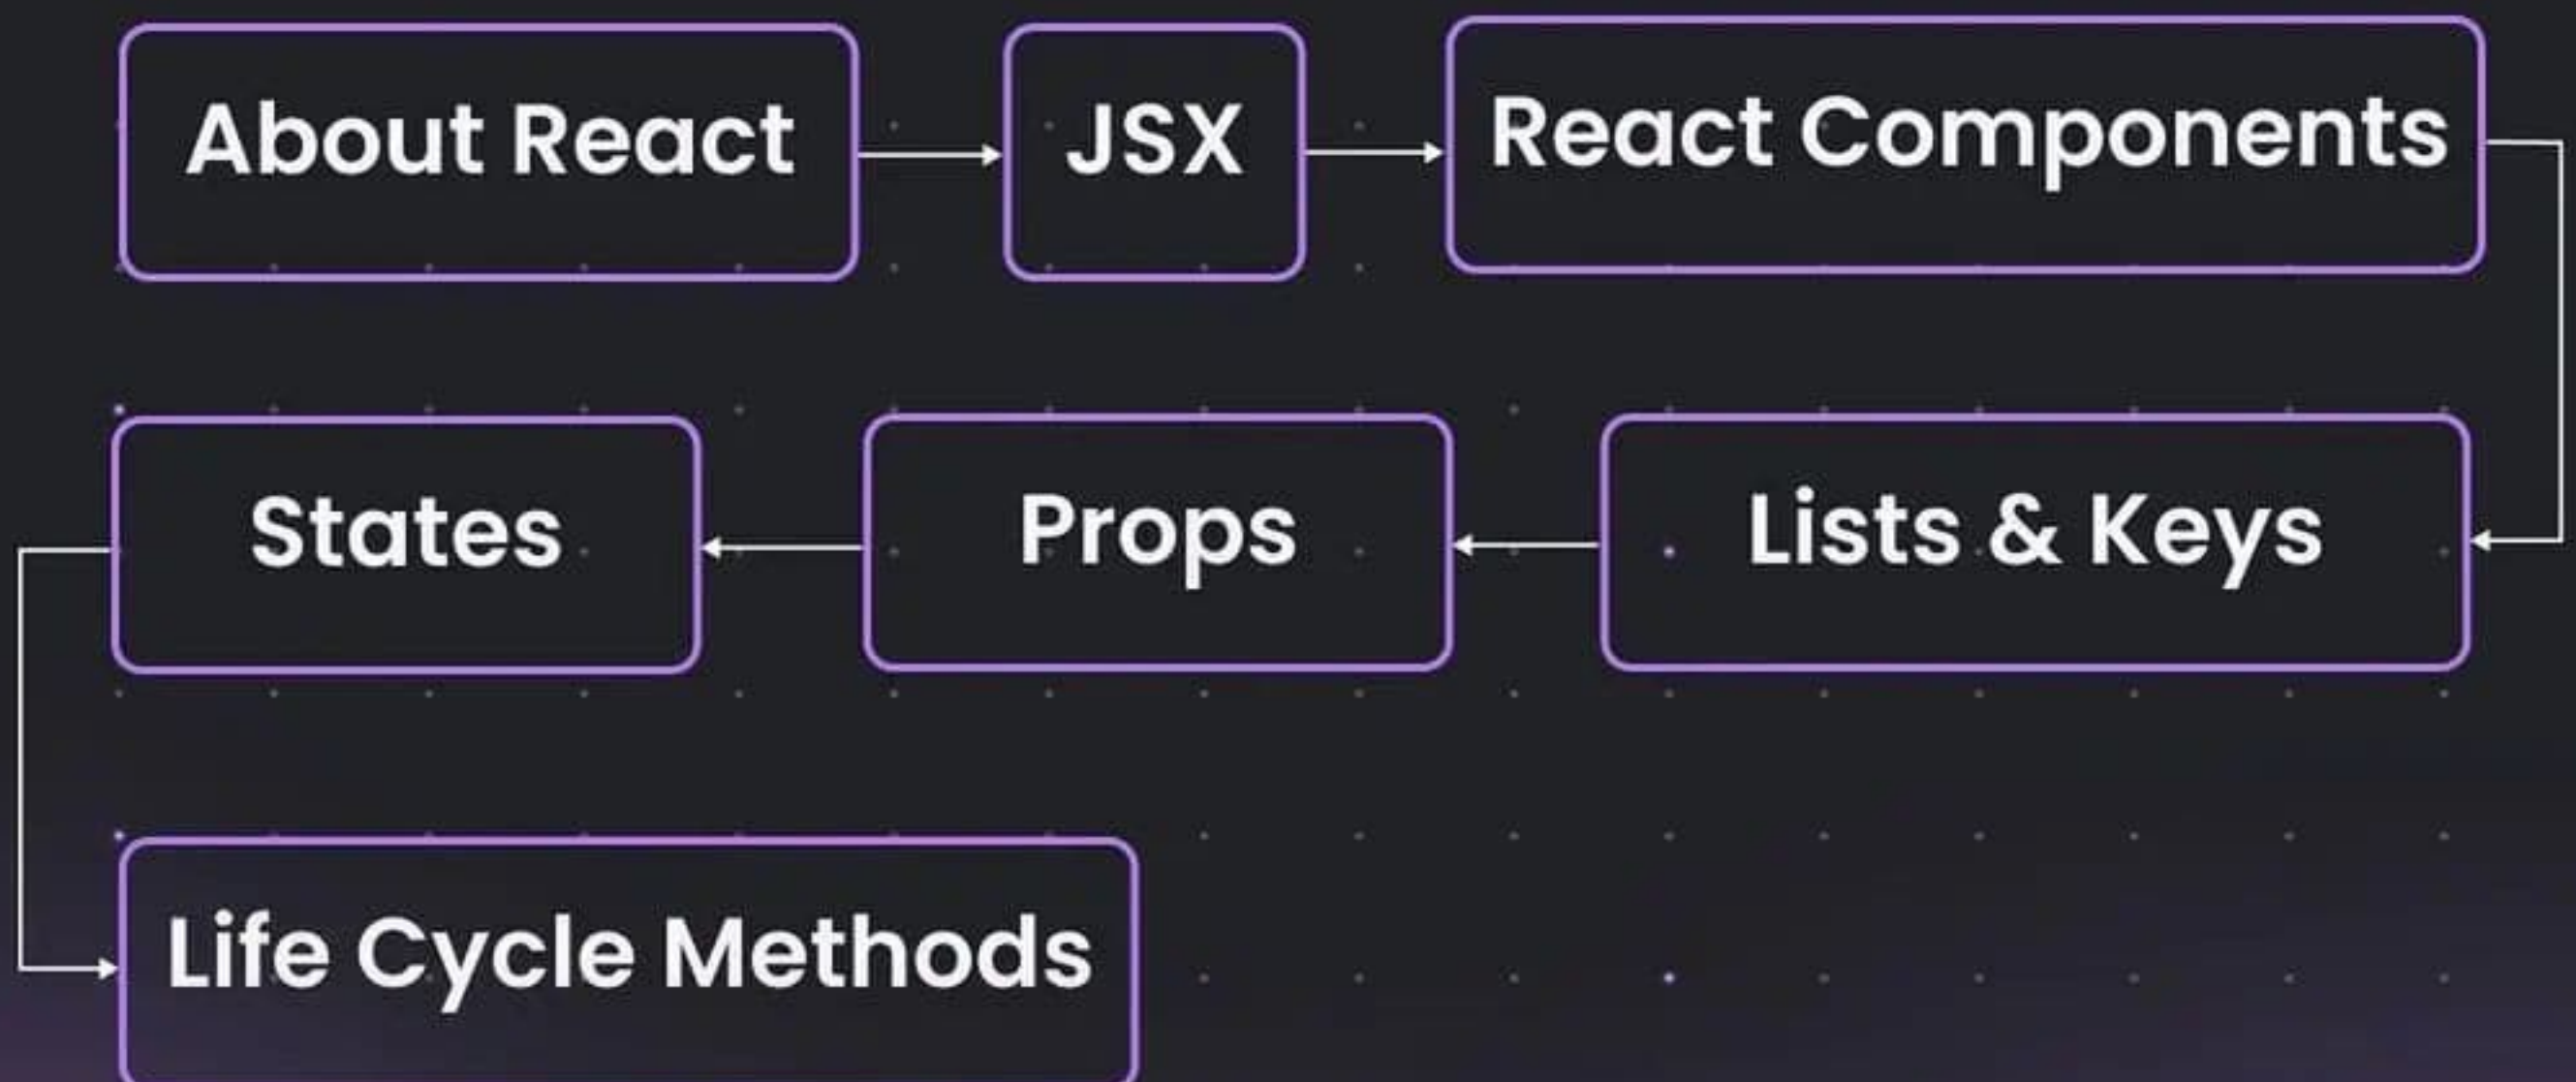 About React
JSX
React Components
Lists & Keys
Props
States
Life Cycle Methods